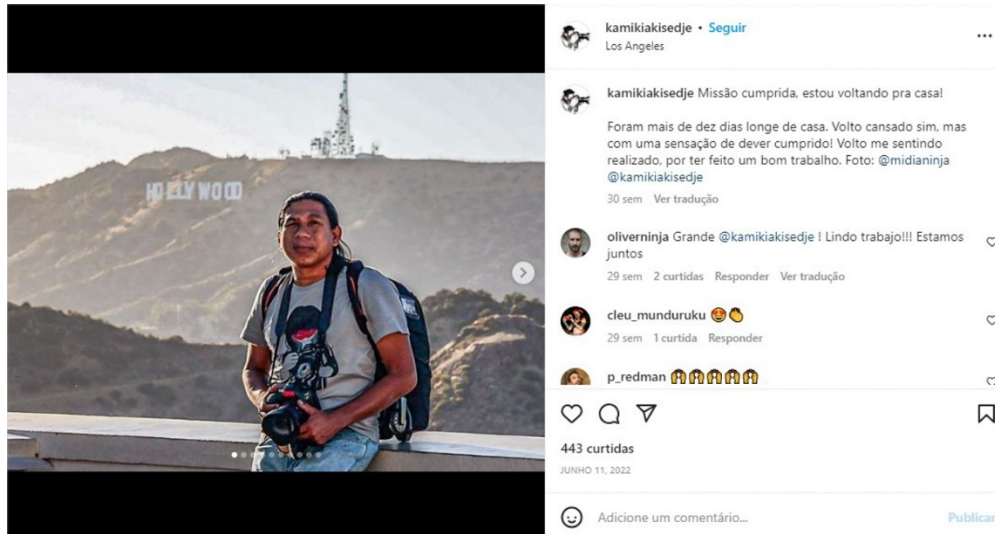 HOLLYWOOD
kamikiakisedje • Seguir
Los Angeles
kamikiakisedje Missão cumprida, estou voltando pra casa!
Foram mais de dez dias longe de casa. Volto cansado sim, mas
com uma sensação de dever cumprido! Volto me sentindo
realizado, por ter feito um bom trabalho. Foto: @midianinja
@kamikiakisedje
30 sem Ver tradução
oliverninja Grande @kamikiakisedje ! Lindo trabajo!!! Estamos
juntos
29 sem 2 curtidas Responder Ver tradução
cleu_munduruku 🤩👏
29 sem 1 curtida Responder
p_redman 🙌🙌🙌🙌🙌
443 curtidas
JUNHO 11, 2022
Adicione um comentário... Publicar